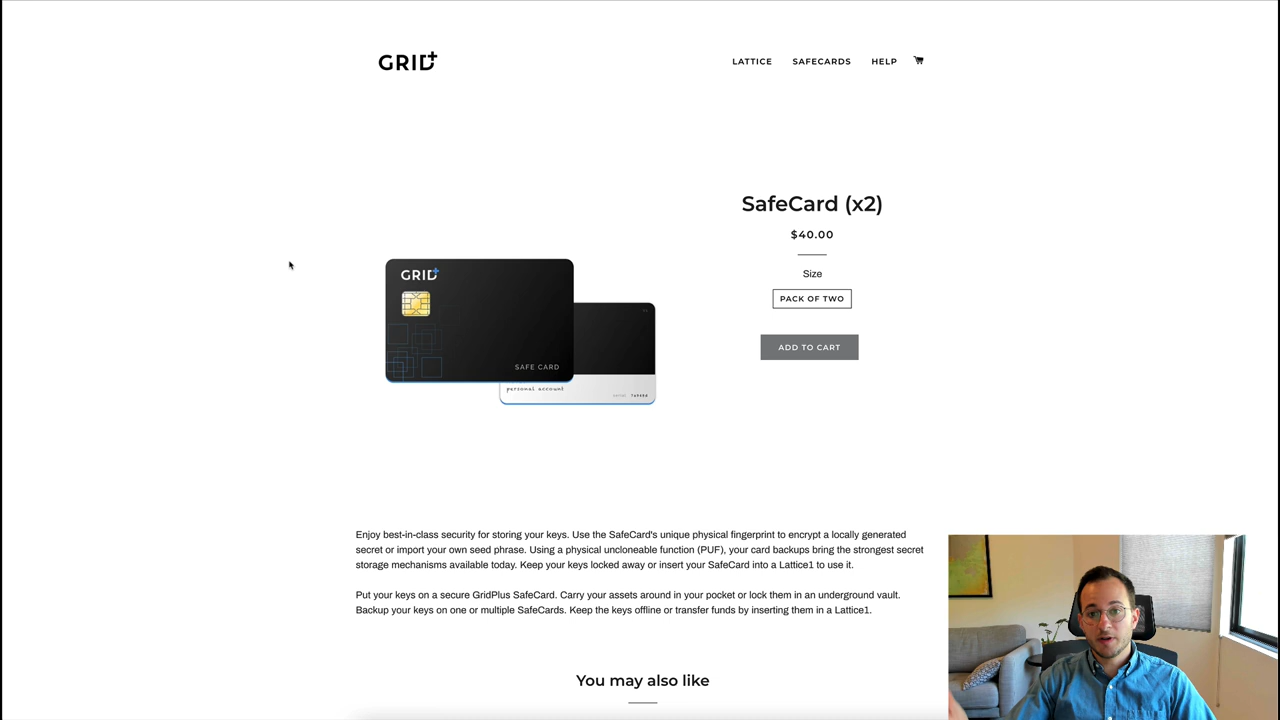 GRID+
LATTICE
SAFECARDS
HELP
SafeCard (x2)
$40.00
Size
PACK OF TWO
ADD TO CART
GRID+
SAFE CARD
personal account
Enjoy best-in-class security for storing your keys. Use the SafeCard's unique physical fingerprint to encrypt a locally generated
secret or import your own seed phrase. Using a physical uncloneable function (PUF), your card backups bring the strongest secret
storage mechanisms available today. Keep your keys locked away or insert your SafeCard into a Lattice1 to use it.
Put your keys on a secure GridPlus SafeCard. Carry your assets around in your pocket or lock them in an underground vault.
Backup your keys on one or multiple SafeCards. Keep the keys offline or transfer funds by inserting them in a Lattice1.
You may also like